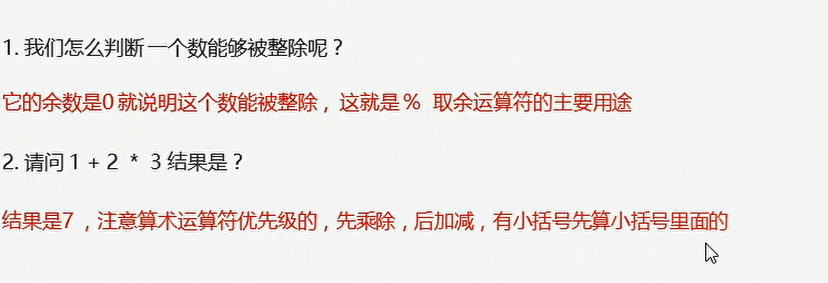 1. 我们怎么判断一个数能够被整除呢？
它的余数是0 就说明这个数能被整除， 这就是 % 取余运算符的主要用途
2. 请问 1 + 2 * 3 结果是？
结果是7 ，注意算术运算符优先级的，先乘除，后加减，有小括号先算小括号里面的